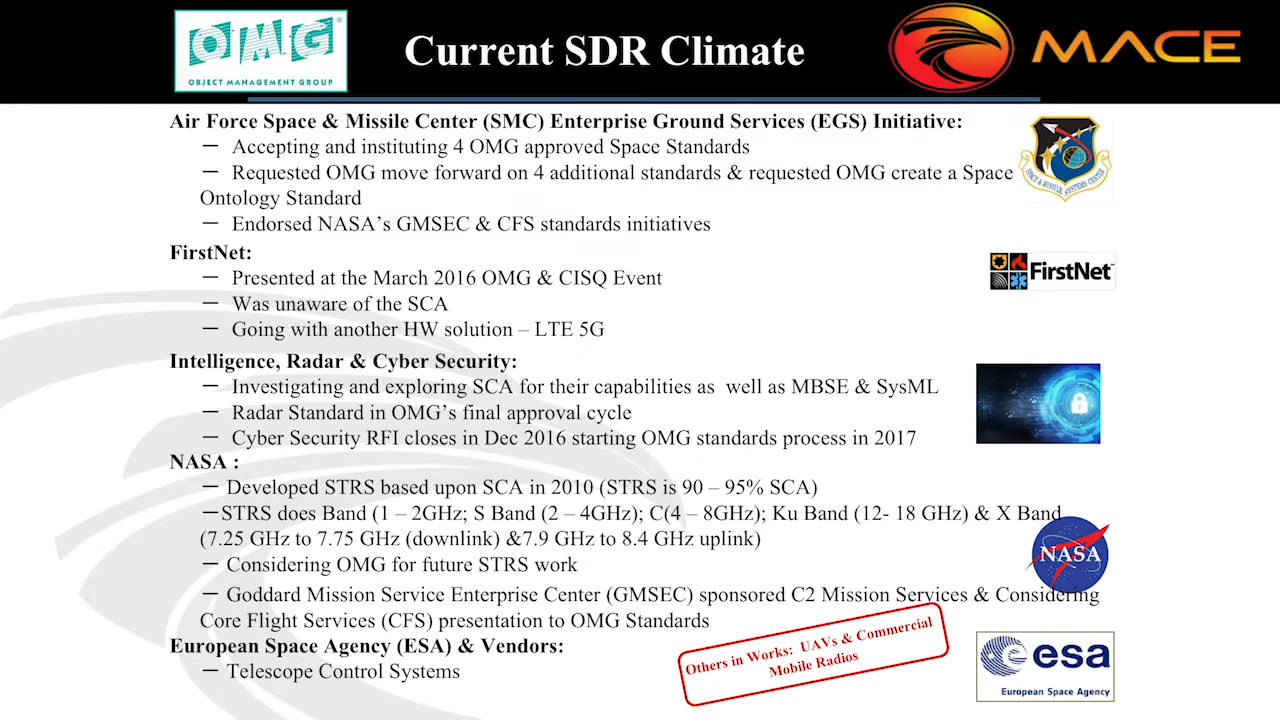 OMG
OBJECT MANAGEMENT GROUP
Current SDR Climate
MACE
Air Force Space & Missile Center (SMC) Enterprise Ground Services (EGS) Initiative:
— Accepting and instituting 4 OMG approved Space Standards
— Requested OMG move forward on 4 additional standards & requested OMG create a Space
Ontology Standard
— Endorsed NASA's GMSEC & CFS standards initiatives
SPACE & MISSILE SYSTEMS CENTER
FirstNet:
— Presented at the March 2016 OMG & CISQ Event
— Was unaware of the SCA
— Going with another HW solution – LTE 5G
FirstNet™
Intelligence, Radar & Cyber Security:
— Investigating and exploring SCA for their capabilities as well as MBSE & SysML
— Radar Standard in OMG's final approval cycle
— Cyber Security RFI closes in Dec 2016 starting OMG standards process in 2017
NASA :
— Developed STRS based upon SCA in 2010 (STRS is 90 – 95% SCA)
—STRS does Band (1 – 2GHz; S Band (2 – 4GHz); C(4 – 8GHz); Ku Band (12- 18 GHz) & X Band
(7.25 GHz to 7.75 GHz (downlink) &7.9 GHz to 8.4 GHz uplink)
— Considering OMG for future STRS work
— Goddard Mission Service Enterprise Center (GMSEC) sponsored C2 Mission Services & Considering
Core Flight Services (CFS) presentation to OMG Standards
NASA
European Space Agency (ESA) & Vendors:
— Telescope Control Systems
Others in Works: UAVs & Commercial
Mobile Radios
esa
European Space Agency